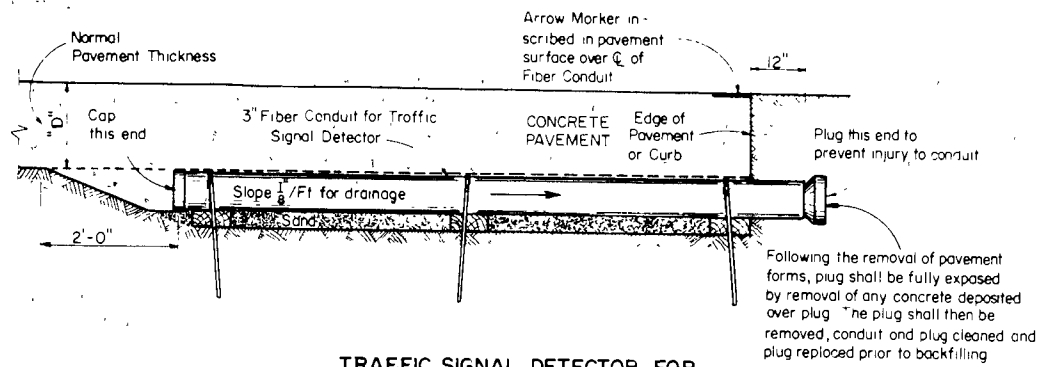 Normal
Pavement Thickness
Arrow Marker in-
scribed in pavement
surface over ℄ of
Fiber Conduit
12"
"D"
Cap
this end
3" Fiber Conduit for Traffic
Signal Detector
CONCRETE
PAVEMENT
Edge of
Pavement
or Curb
Plug this end to
prevent injury to conduit
Slope 1/8"/Ft for drainage
Sand
2'-0"
Following the removal of pavement
forms, plug shall be fully exposed
by removal of any concrete deposited
over plug The plug shall then be
removed, conduit and plug cleaned and
plug replaced prior to backfilling
TRAFFIC SIGNAL DETECTOR FOR